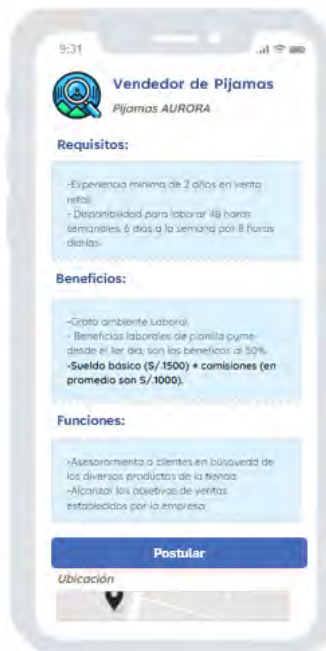 9:31
Vendedor de Pijamas
Pijamas AURORA
Requisitos:
-Experiencia mínima de 2 años en venta
retail.
- Disponibilidad para laborar 48 horas
semanales, 6 dias a la semana por 8 horas
diarias.
Beneficios:
-Grato ambiente Laboral.
- Beneficios laborales de planilla pyme-
desde el 1er dia, son los beneficos al 50%.
-Sueldo básico (S/.1500) + comisiones (en
promedio son S/.1000).
Funciones:
-Asesoramiento a clientes en búsqueda de
los diversos productos de la tienda.
-Alcanzar los objetivos de ventas
establecidos por la empresa.
Postular
Ubicación